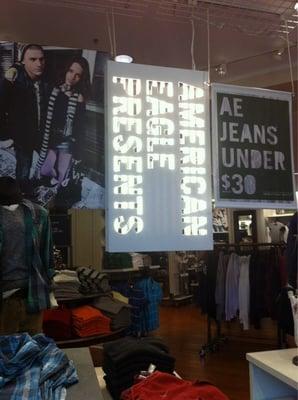 AMERICAN
EAGLE
PRESENTS
AE
JEANS
UNDER
$30